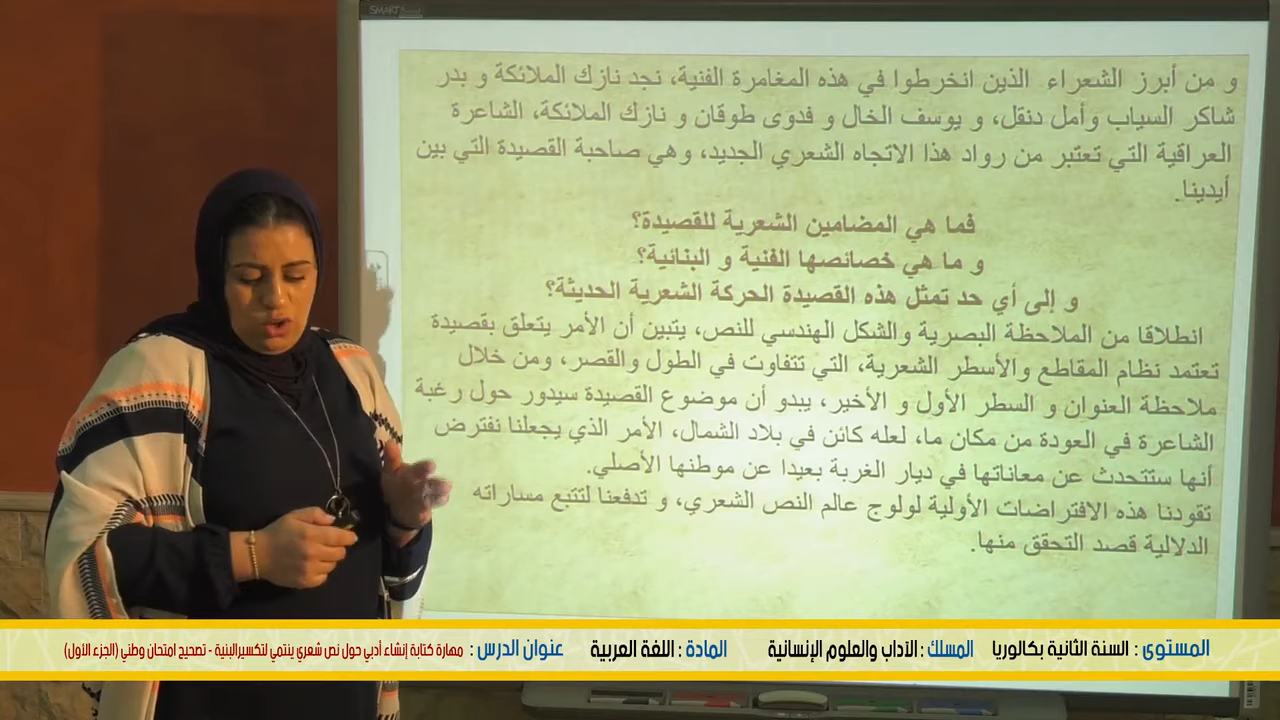 SMART
و من أبرز الشعراء الذين انخرطوا في هذه المغامرة الفنية، نجد نازك الملائكة و بدر
شاكر السياب وأمل دنقل، و يوسف الخال و فدوى طوقان و نازك الملائكة، الشاعرة
العراقية التي تعتبر من رواد هذا الاتجاه الشعري الجديد، وهي صاحبة القصيدة التي بين
أيدينا.
فما هي المضامين الشعرية للقصيدة؟
و ما هي خصائصها الفنية و البنائية؟
و إلى أي حد تمثل هذه القصيدة الحركة الشعرية الحديثة؟
انطلاقا من الملاحظة البصرية والشكل الهندسي للنص، يتبين أن الأمر يتعلق بقصيدة
تعتمد نظام المقاطع والأسطر الشعرية، التي تتفاوت في الطول والقصر، ومن خلال
ملاحظة العنوان و السطر الأول و الأخير، يبدو أن موضوع القصيدة سيدور حول رغبة
الشاعرة في العودة من مكان ما، لعله كائن في بلاد الشمال، الأمر الذي يجعلنا نفترض
أنها ستتحدث عن معاناتها في ديار الغربة بعيدا عن موطنها الأصلي.
تقودنا هذه الافتراضات الأولية لولوج عالم النص الشعري، و تدفعنا لتتبع مساراته
الدلالية قصد التحقق منها.
المستوى : السنة الثانية بكالوريا المسلك : الآداب والعلوم الإنسانية المادة : اللغة العربية عنوان الدرس : مهارة كتابة إنشاء أدبي حول نص شعري ينتمي لتكسيرالبنية - تصحيح امتحان وطني (الجزء الأول)